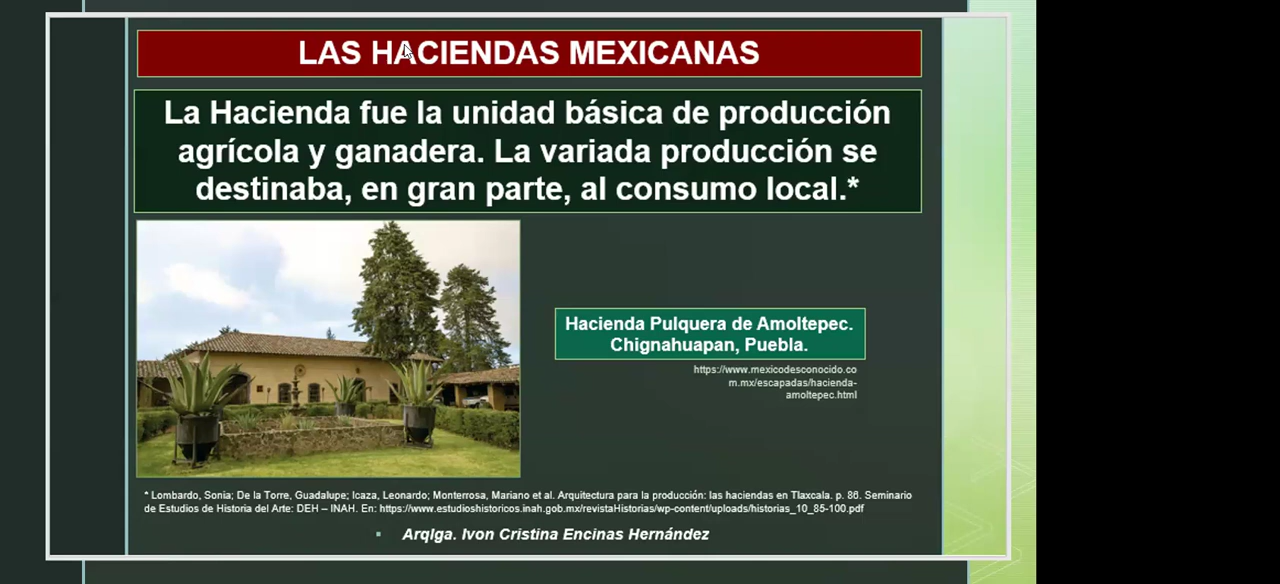 LAS HACIENDAS MEXICANAS
La Hacienda fue la unidad básica de producción
agrícola y ganadera. La variada producción se
destinaba, en gran parte, al consumo local.*
Hacienda Pulquera de Amoltepec.
Chignahuapan, Puebla.
https://www.mexicodesconocido.co
m.mx/escapadas/hacienda-
amoltepec.html
* Lombardo, Sonia; De la Torre, Guadalupe; Icaza, Leonardo; Monterrosa, Mariano et al. Arquitectura para la producción: las haciendas en Tlaxcala. p. 86. Seminario
de Estudios de Historia del Arte: DEH – INAH. En: https://www.estudioshistoricos.inah.gob.mx/revistaHistorias/wp-content/uploads/historias_10_85-100.pdf
▪ Arqlga. Ivon Cristina Encinas Hernández